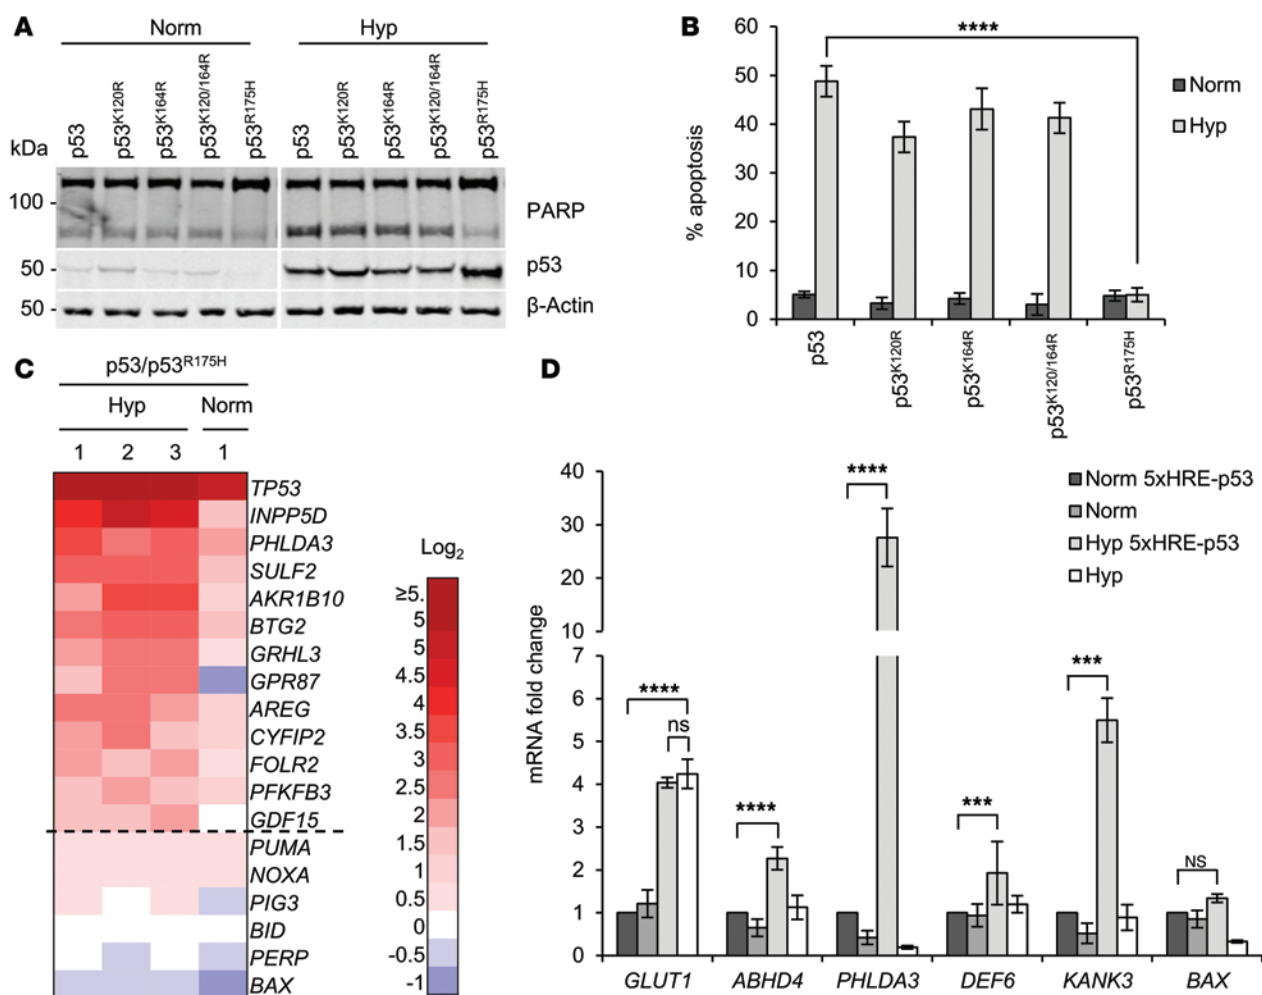 A
Norm
Hyp
kDa
p53
p53K120R
p53K164R
p53K120/164R
p53R175H
p53
p53K120R
p53K164R
p53K120/164R
p53R175H
100
PARP
50
p53
50
β-Actin
B
****
% apoptosis
60
50
40
30
20
10
0
Norm
Hyp
p53
p53K120R
p53K164R
p53K120/164R
p53R175H
C
p53/p53R175H
Hyp
Norm
1 2 3 1
TP53
INPP5D
PHLDA3
SULF2
AKR1B10
BTG2
GRHL3
GPR87
AREG
CYFIP2
FOLR2
PFKFB3
GDF15
PUMA
NOXA
PIG3
BID
PERP
BAX
Log2
≥5.
5
5
4.5
4
3.5
3
2.5
2
1.5
1
0.5
0
-0.5
-1
D
mRNA fold change
40
30
20
10
7
6
5
4
3
2
1
0
Norm 5xHRE-p53
Norm
Hyp 5xHRE-p53
Hyp
****
ns
****
****
***
***
NS
GLUT1 ABHD4 PHLDA3 DEF6 KANK3 BAX